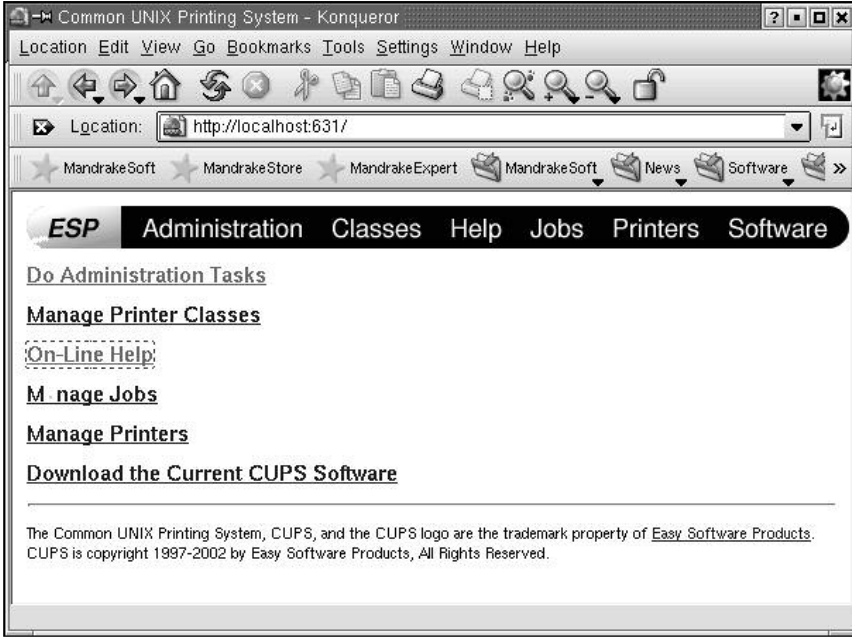 Common UNIX Printing System - Konqueror
Location Edit View Go Bookmarks Tools Settings Window Help
Location: http://localhost:631/
MandrakeSoft MandrakeStore MandrakeExpert MandrakeSoft News Software »
ESP Administration Classes Help Jobs Printers Software
Do Administration Tasks
Manage Printer Classes
On-Line Help
M nage Jobs
Manage Printers
Download the Current CUPS Software
The Common UNIX Printing System, CUPS, and the CUPS logo are the trademark property of Easy Software Products.
CUPS is copyright 1997-2002 by Easy Software Products, All Rights Reserved.